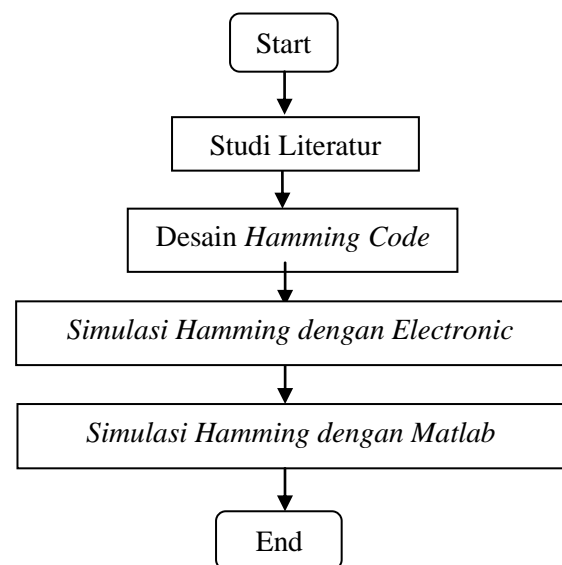 Start
Studi Literatur
Desain Hamming Code
Simulasi Hamming dengan Electronic
Simulasi Hamming dengan Matlab
End